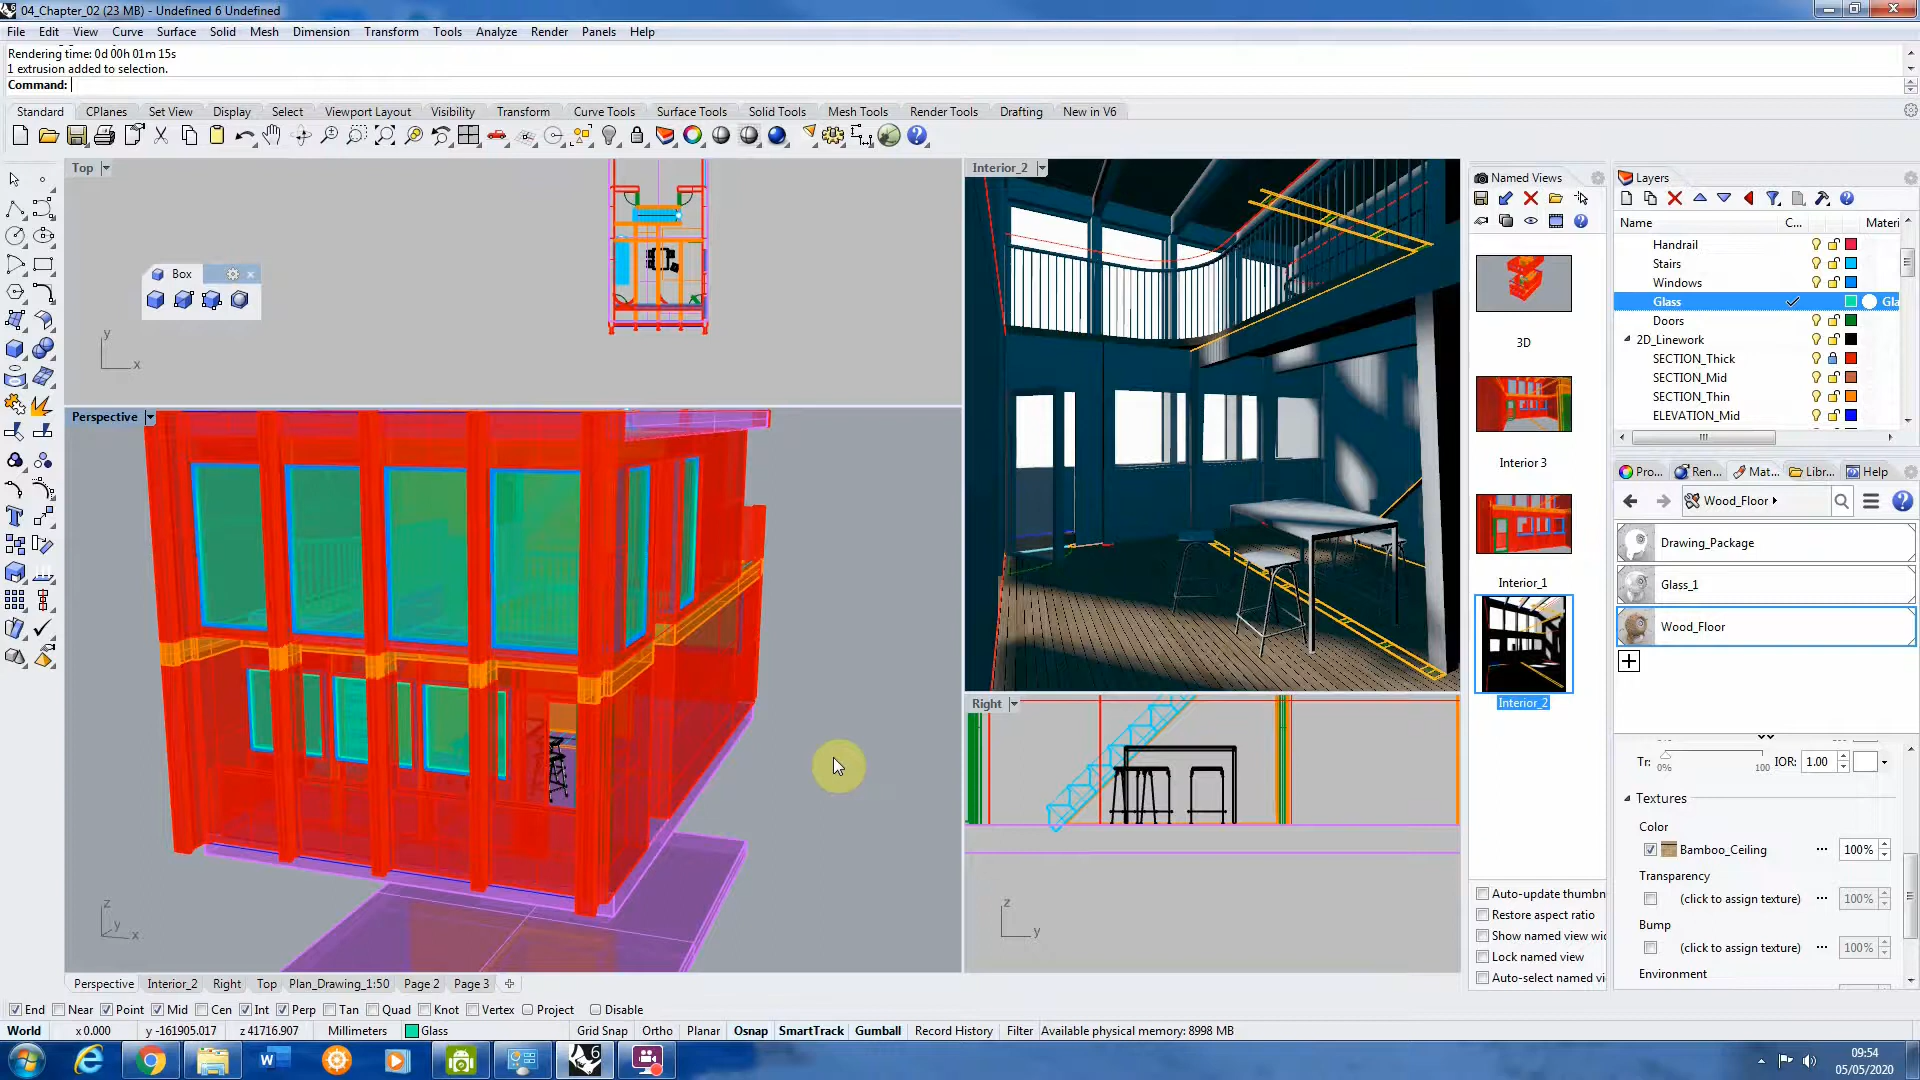 04_Chapter_02 (23 MB) - Undefined 6 Undefined
File Edit View Curve Surface Solid Mesh Dimension Transform Tools Analyze Render Panels Help
Rendering time: 0d 00h 01m 15s
1 extrusion added to selection.
Command:
Standard CPlanes Set View Display Select Viewport Layout Visibility Transform Curve Tools Surface Tools Solid Tools Mesh Tools Render Tools Drafting New in V6
Top
Box
y
x
Perspective
z
y
x
Interior_2
Right
z
y
Named Views
3D
Interior 3
Interior_1
Interior_2
Auto-update thumbn
Restore aspect ratio
Show named view wi
Lock named view
Auto-select named vi
Layers
Name C... Materi
Handrail
Stairs
Windows
Glass Gla
Doors
2D_Linework
SECTION_Thick
SECTION_Mid
SECTION_Thin
ELEVATION_Mid
Pro... Ren... Mat... Libr... Help
Wood_Floor
Drawing_Package
Glass_1
Wood_Floor
Tr: 0% 100 IOR: 1.00
Textures
Color
Bamboo_Ceiling ... 100%
Transparency
(click to assign texture) ... 100%
Bump
(click to assign texture) ... 100%
Environment
Perspective Interior_2 Right Top Plan_Drawing_1:50 Page 2 Page 3
End Near Point Mid Cen Int Perp Tan Quad Knot Vertex Project Disable
World x 0.000 y -161905.017 z 41716.907 Millimeters Glass Grid Snap Ortho Planar Osnap SmartTrack Gumball Record History Filter Available physical memory: 8998 MB
09:54
05/05/2020